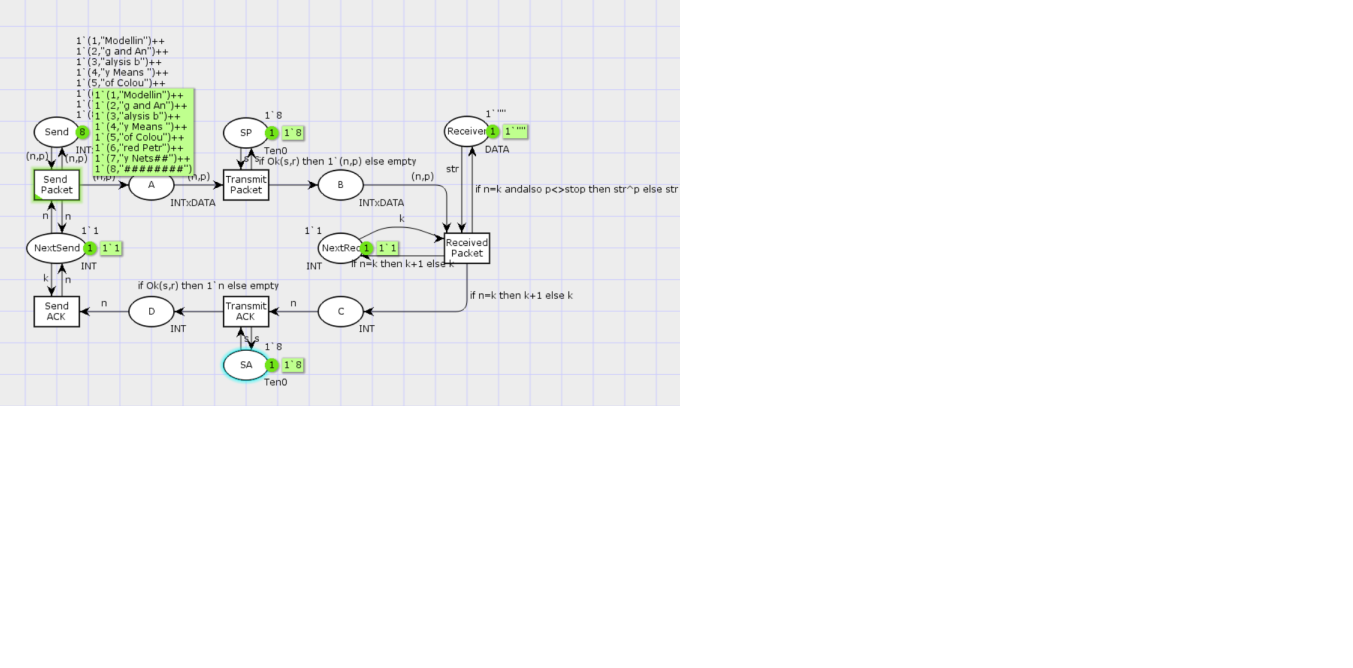 1`(1,"Modellin")++
1`(2,"g and An")++
1`(3,"alysis b")++
1`(4,"y Means ")++
1`(5,"of Colou")++
1`(
1`(
1`(
1`(1,"Modellin")++
1`(2,"g and An")++
1`(3,"alysis b")++
1`(4,"y Means ")++
1`(5,"of Colou")++
1`(6,"red Petr")++
1`(7,"y Nets##")++
1`(8,"########")
Send
8
INT
(n,p)
(n,p)
1`8
SP
1
1`8
Ten0
s
s
if Ok(s,r) then 1`(n,p) else empty
1`""
Receiver
1
1`""
DATA
str
if n=k andalso p<>stop then str^p else str
Send
Packet
(n,p)
A
INTxDATA
(n,p)
Transmit
Packet
B
INTxDATA
(n,p)
n
n
1`1
NextSend
1
1`1
INT
k
1`1
NextRec
1
1`1
INT
if n=k then k+1 else k
Received
Packet
k
n
if Ok(s,r) then 1`n else empty
if n=k then k+1 else k
Send
ACK
n
D
INT
Transmit
ACK
n
C
INT
s
s
1`8
SA
1
1`8
Ten0